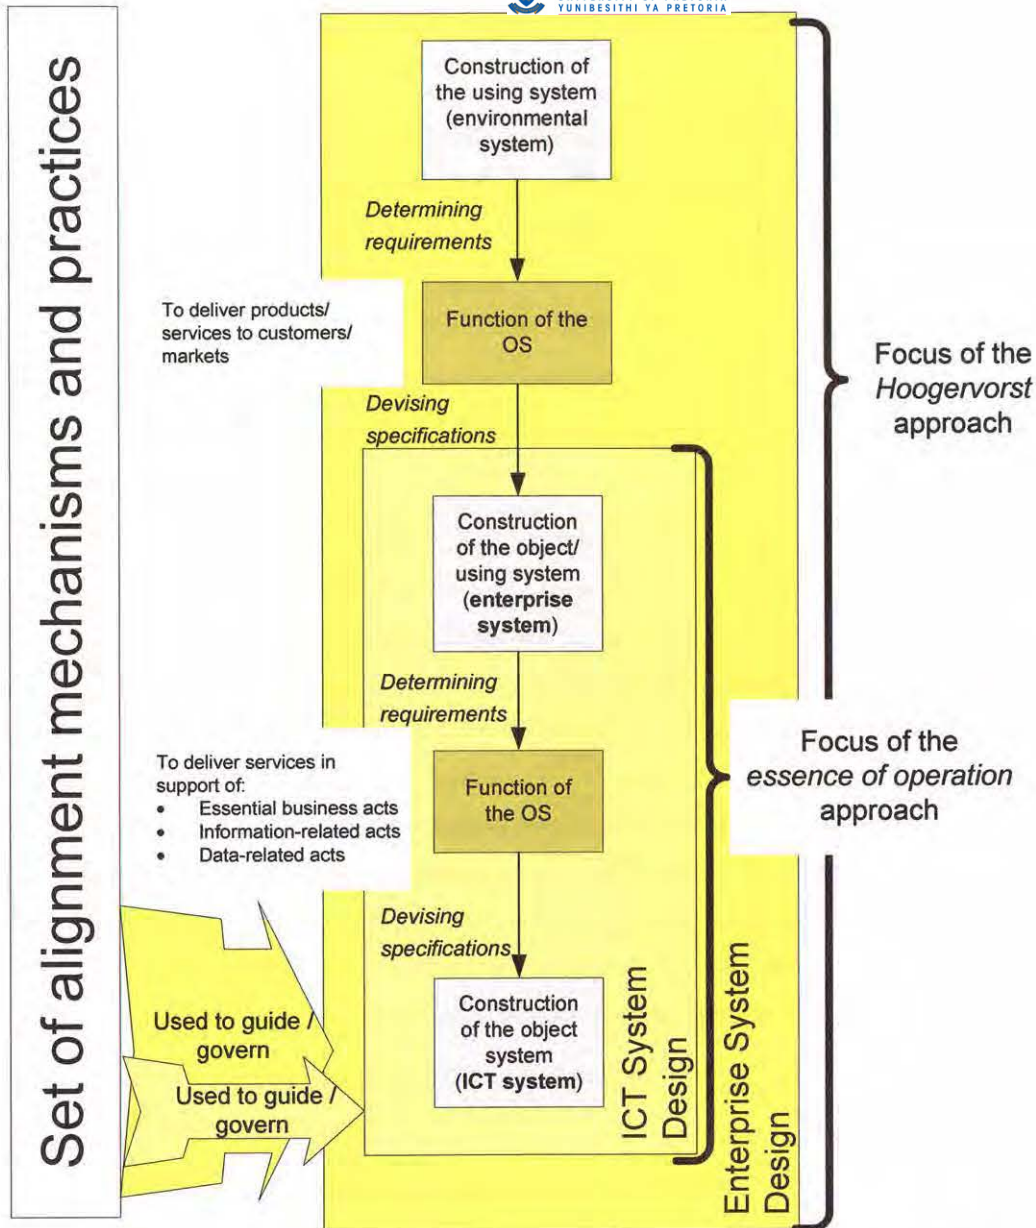 YUNIBESITHI YA PRETORIA
Set of alignment mechanisms and practices
Construction of
the using system
(environmental
system)
Determining
requirements
To deliver products/
services to customers/
markets
Function of the
OS
Focus of the
Hoogervorst
approach
Devising
specifications
Construction
of the object/
using system
(enterprise
system)
Determining
requirements
To deliver services in
support of:
• Essential business acts
• Information-related acts
• Data-related acts
Function of
the OS
Focus of the
essence of operation
approach
Devising
specifications
Construction
of the object
system
(ICT system)
ICT System
Design
Enterprise System
Design
Used to guide /
govern
Used to guide /
govern